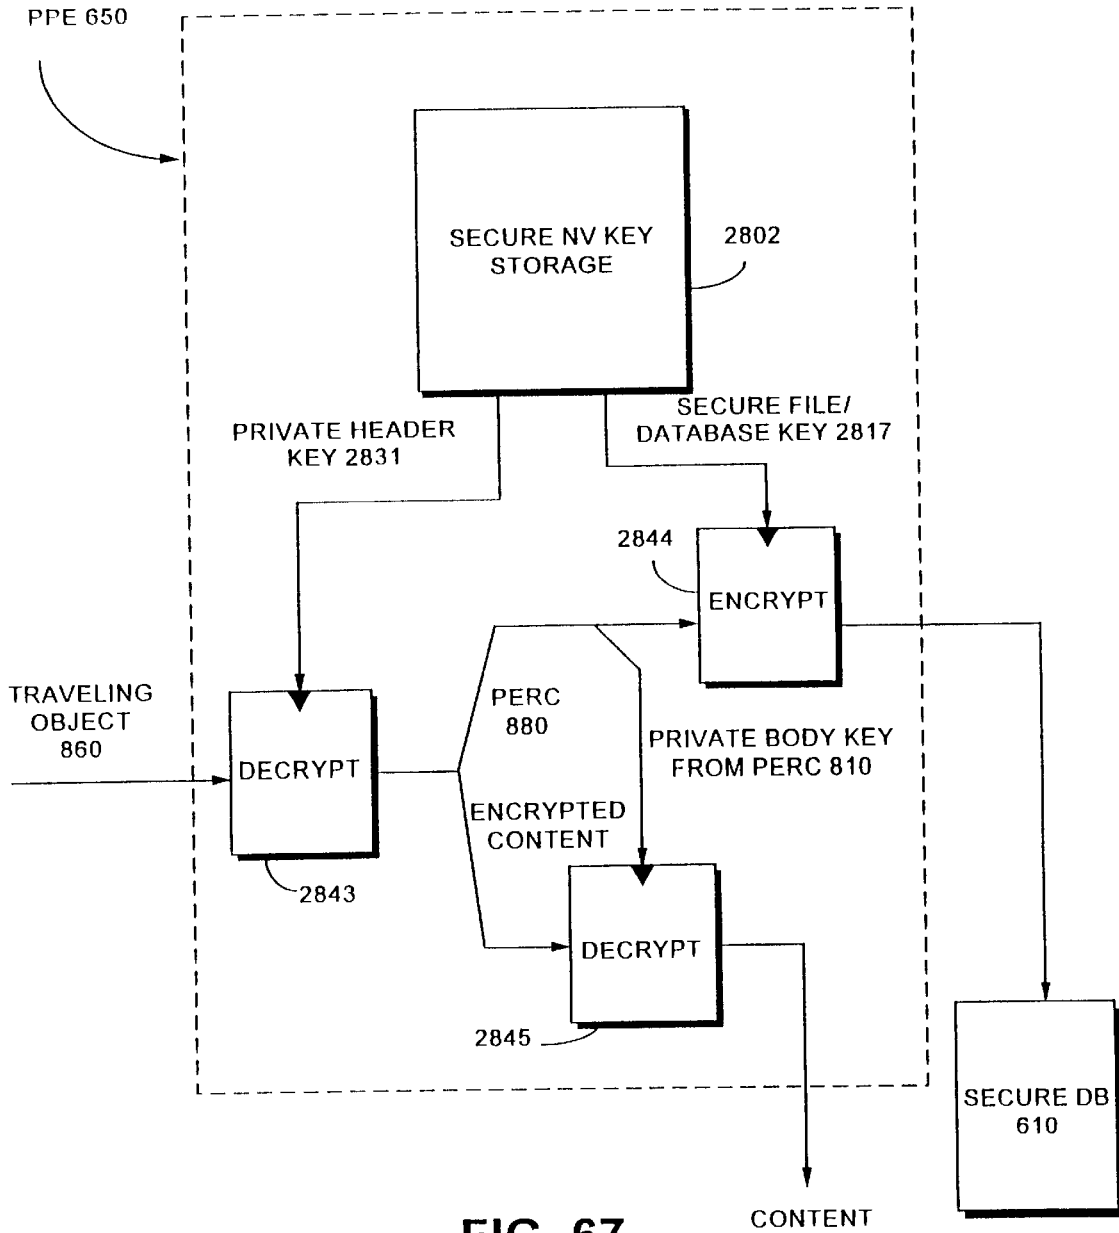 PPE 650
SECURE NV KEY
STORAGE
2802
PRIVATE HEADER
KEY 2831
SECURE FILE/
DATABASE KEY 2817
2844
ENCRYPT
TRAVELING
OBJECT
860
DECRYPT
2843
PERC
880
PRIVATE BODY KEY
FROM PERC 810
ENCRYPTED
CONTENT
DECRYPT
2845
SECURE DB
610
CONTENT
FIG. 67